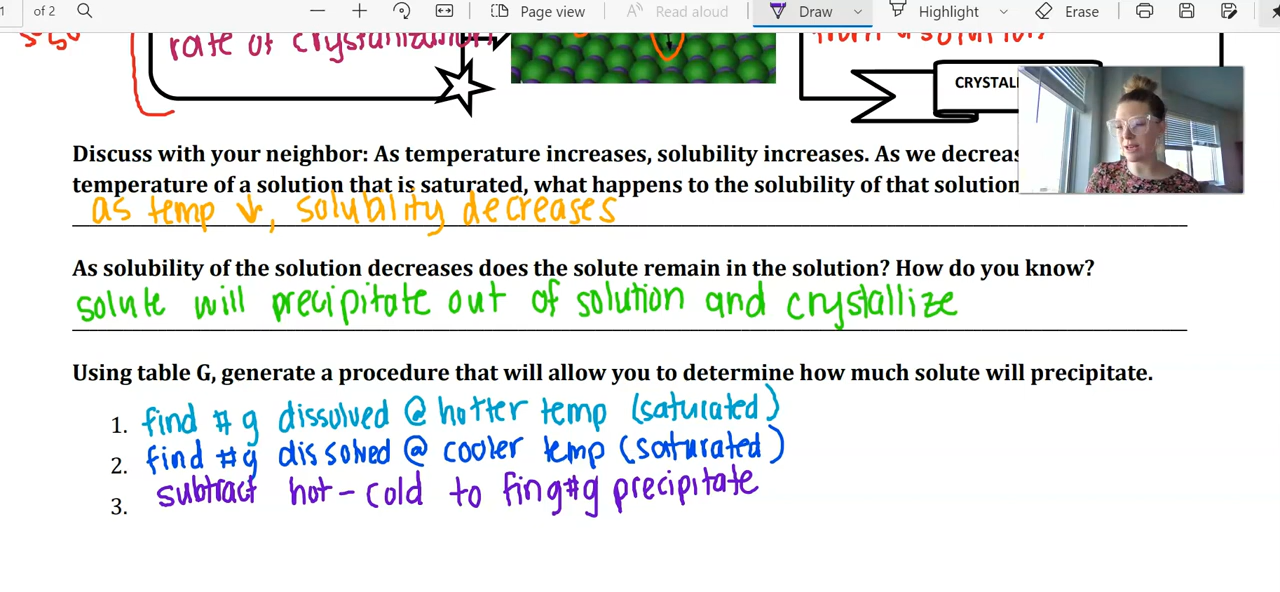 1 of 2 Page view Read aloud Draw Highlight Erase
rate of crystallization
from a solution.
CRYSTAL
Discuss with your neighbor: As temperature increases, solubility increases. As we decreas
temperature of a solution that is saturated, what happens to the solubility of that solution
as temp ↓, solubility decreases
As solubility of the solution decreases does the solute remain in the solution? How do you know?
solute will precipitate out of solution and crystallize
Using table G, generate a procedure that will allow you to determine how much solute will precipitate.
1. find # g dissolved @ hotter temp (saturated)
2. find #g dissolved @ cooler temp (saturated)
3. subtract hot - cold to fing #g precipitate